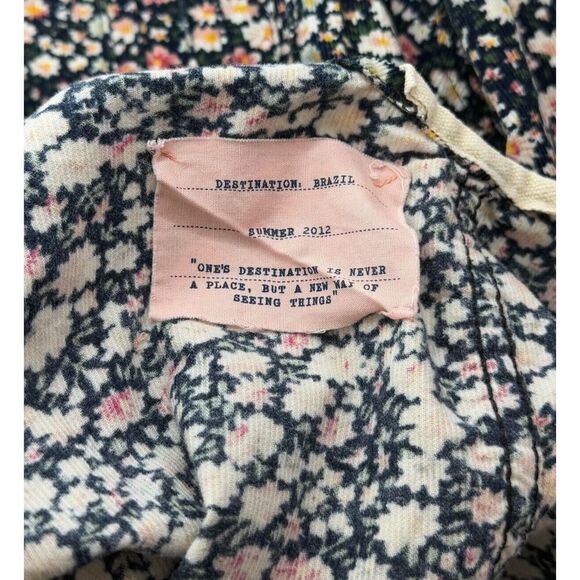 DESTINATION: BRAZIL
SUMMER 2012
"ONE'S DESTINATION IS NEVER
A PLACE, BUT A NEW WAY OF
SEEING THINGS"